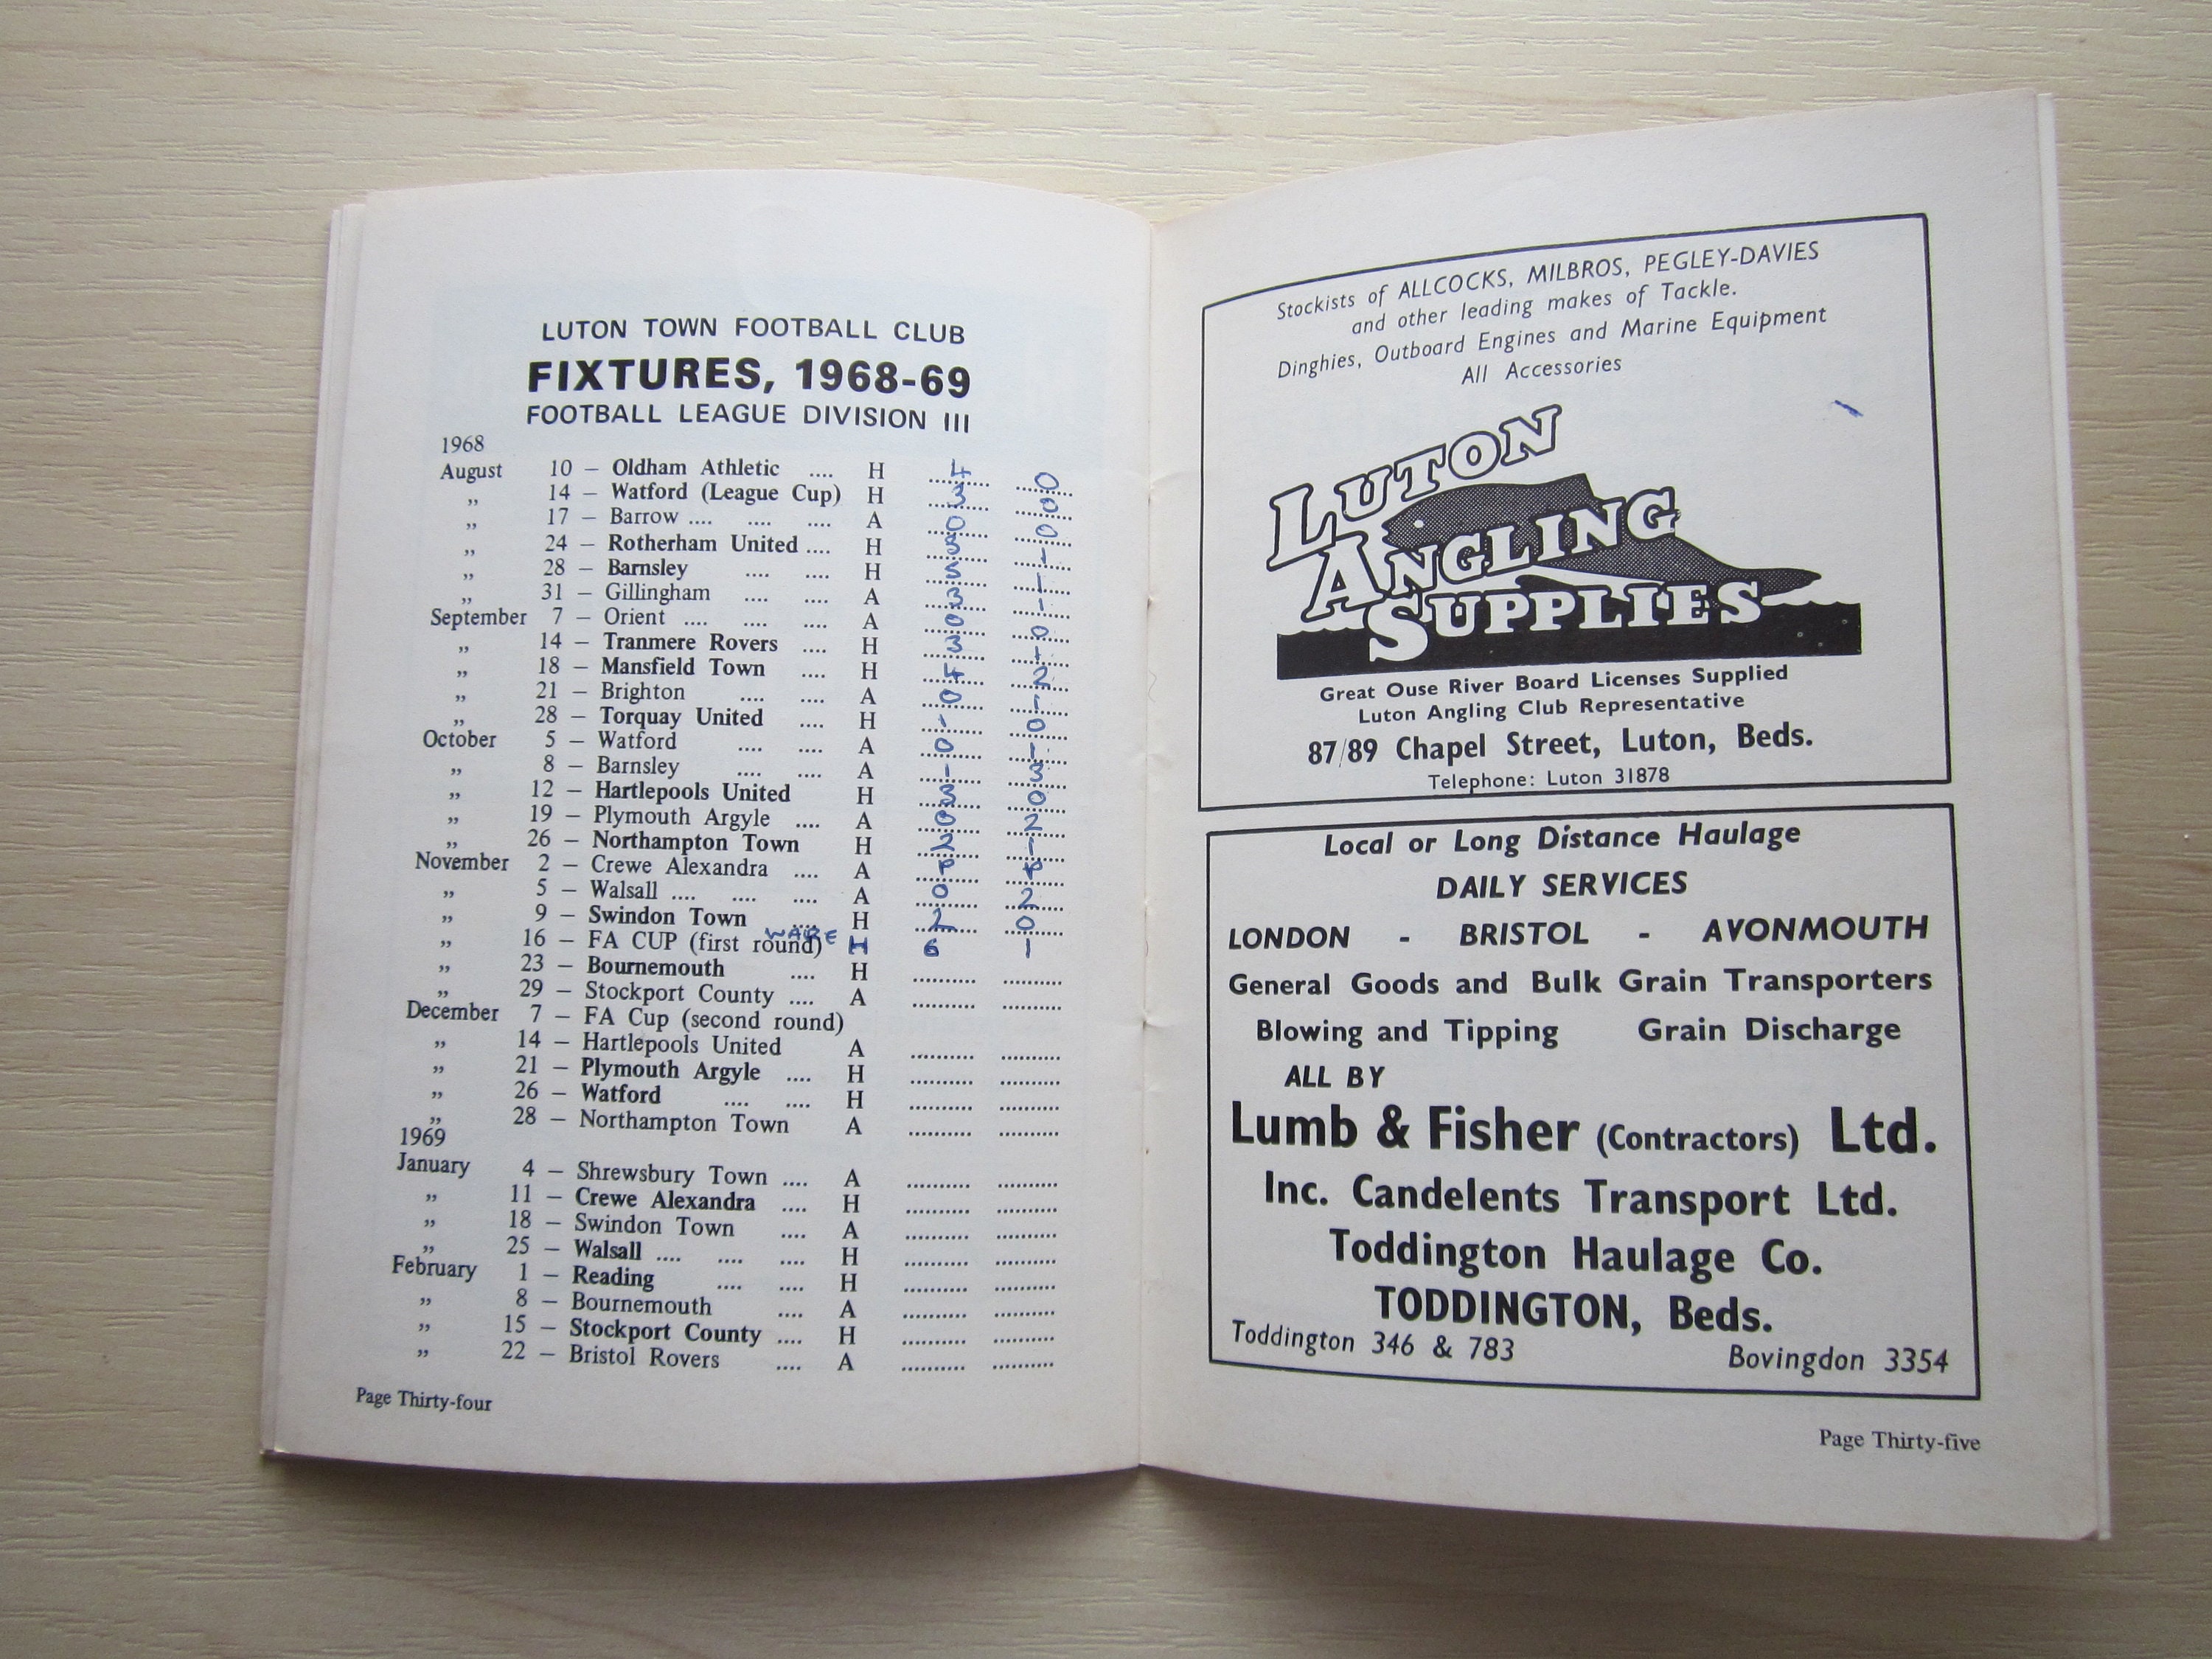 LUTON TOWN FOOTBALL CLUB
FIXTURES, 1968-69
FOOTBALL LEAGUE DIVISION III
1968
August 10 – Oldham Athletic .... H 4 0
„ 14 – Watford (League Cup) H 3 0
„ 17 – Barrow .... .... .... A 0 0
„ 24 – Rotherham United .... H 3 1
„ 28 – Barnsley .... .... H 5 1
„ 31 – Gillingham .... .... A 3 1
September 7 – Orient .... .... .... A 0 0
„ 14 – Tranmere Rovers .... H 3 1
„ 18 – Mansfield Town .... H 4 2
„ 21 – Brighton .... .... A 0 1
„ 28 – Torquay United .... H 1 0
October 5 – Watford .... .... A 0 1
„ 8 – Barnsley .... .... A 1 3
„ 12 – Hartlepools United H 3 0
„ 19 – Plymouth Argyle .... A 0 2
„ 26 – Northampton Town H 2 1
November 2 – Crewe Alexandra .... A P P
„ 5 – Walsall .... .... .... A 0 2
„ 9 – Swindon Town .... H 2 0
„ 16 – FA CUP (first round) WARE H 6 1
„ 23 – Bournemouth .... H .......... ..........
„ 29 – Stockport County .... A .......... ..........
December 7 – FA Cup (second round)
„ 14 – Hartlepools United A .......... ..........
„ 21 – Plymouth Argyle .... H .......... ..........
„ 26 – Watford .... .... H .......... ..........
„ 28 – Northampton Town A .......... ..........
1969
January 4 – Shrewsbury Town .... A .......... ..........
„ 11 – Crewe Alexandra .... H .......... ..........
„ 18 – Swindon Town .... A .......... ..........
„ 25 – Walsall .... .... .... H .......... ..........
February 1 – Reading .... .... H .......... ..........
„ 8 – Bournemouth .... A .......... ..........
„ 15 – Stockport County .... H .......... ..........
„ 22 – Bristol Rovers .... A .......... ..........
Page Thirty-four
Stockists of ALLCOCKS, MILBROS, PEGLEY-DAVIES
and other leading makes of Tackle.
Dinghies, Outboard Engines and Marine Equipment
All Accessories
LUTON
ANGLING
SUPPLIES
Great Ouse River Board Licenses Supplied
Luton Angling Club Representative
87/89 Chapel Street, Luton, Beds.
Telephone: Luton 31878
Local or Long Distance Haulage
DAILY SERVICES
LONDON - BRISTOL - AVONMOUTH
General Goods and Bulk Grain Transporters
Blowing and Tipping Grain Discharge
ALL BY
Lumb & Fisher (Contractors) Ltd.
Inc. Candelents Transport Ltd.
Toddington Haulage Co.
TODDINGTON, Beds.
Toddington 346 & 783 Bovingdon 3354
Page Thirty-five